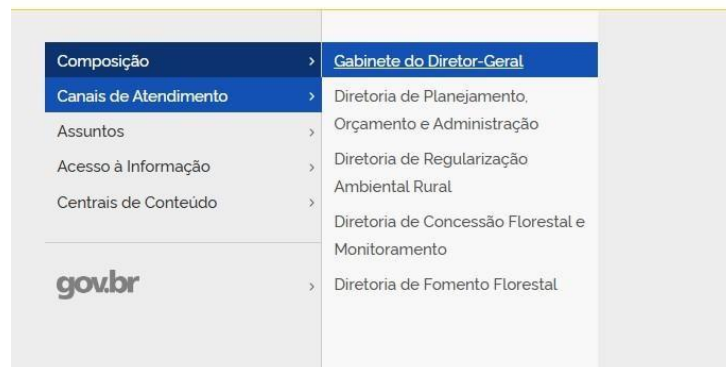 Composição
Canais de Atendimento
Assuntos
Acesso à Informação
Centrais de Conteúdo
gov.br
Gabinete do Diretor-Geral
Diretoria de Planejamento,
Orçamento e Administração
Diretoria de Regularização
Ambiental Rural
Diretoria de Concessão Florestal e
Monitoramento
Diretoria de Fomento Florestal